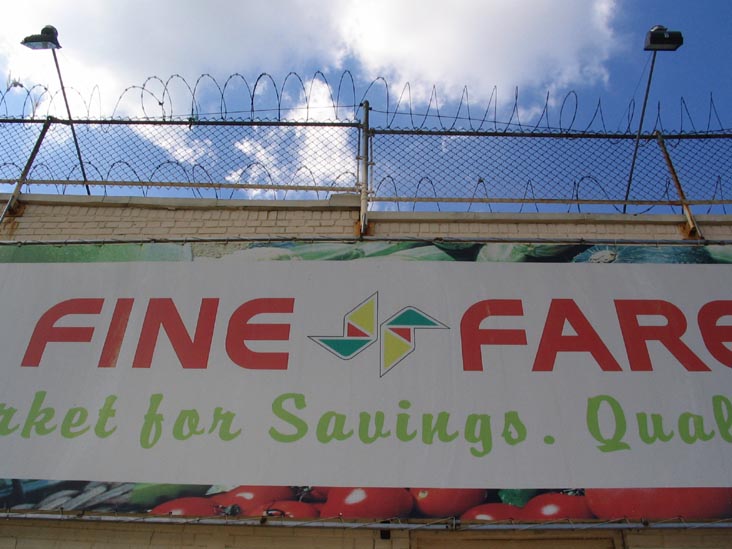 FINE FARE
rket for Savings. Qual